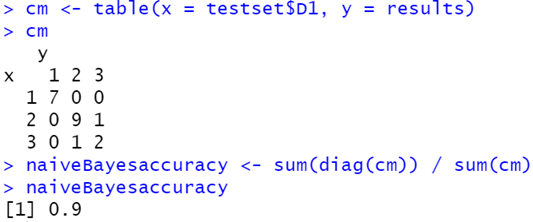 > cm <- table(x = testset$D1, y = results)
> cm
   y
x   1 2 3
  1 7 0 0
  2 0 9 1
  3 0 1 2
> naiveBayesaccuracy <- sum(diag(cm)) / sum(cm)
> naiveBayesaccuracy
[1] 0.9